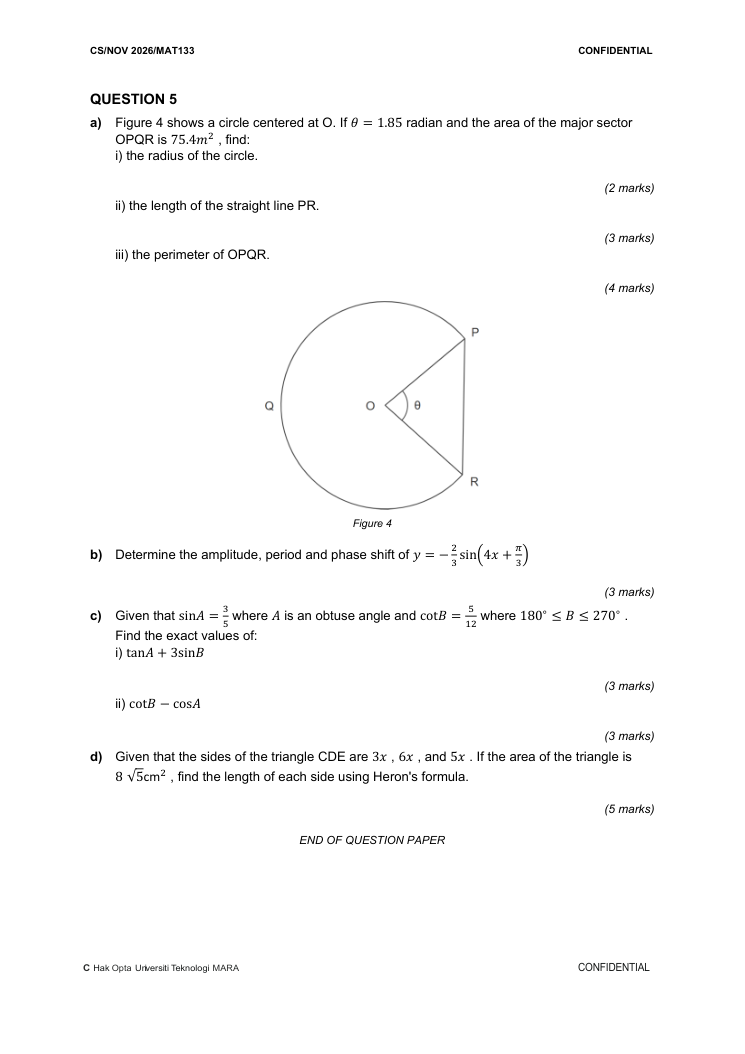 CS/NOV 2026/MAT133 CONFIDENTIAL
QUESTION 5
a) Figure 4 shows a circle centered at O. If θ = 1.85 radian and the area of the major sector
OPQR is 75.4m² , find:
i) the radius of the circle.
(2 marks)
ii) the length of the straight line PR.
(3 marks)
iii) the perimeter of OPQR.
(4 marks)
P
Q O θ
R
Figure 4
b) Determine the amplitude, period and phase shift of y = −2/3 sin(4x + π/3)
(3 marks)
c) Given that sinA = 3/5 where A is an obtuse angle and cotB = 5/12 where 180° ≤ B ≤ 270° .
Find the exact values of:
i) tanA + 3sinB
(3 marks)
ii) cotB − cosA
(3 marks)
d) Given that the sides of the triangle CDE are 3x , 6x , and 5x . If the area of the triangle is
8 √5cm² , find the length of each side using Heron's formula.
(5 marks)
END OF QUESTION PAPER
C Hak Opta Universiti Teknologi MARA CONFIDENTIAL